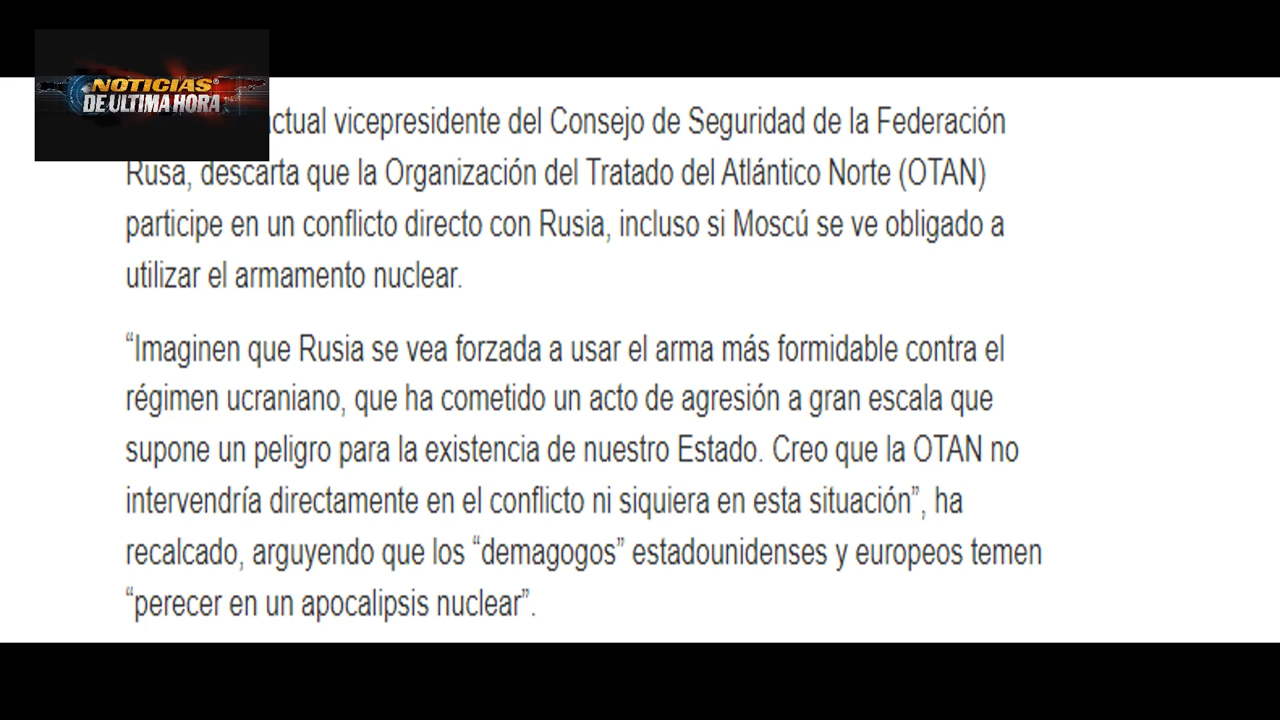 NOTICIAS®
DE ULTIMA HORA
actual vicepresidente del Consejo de Seguridad de la Federación
Rusa, descarta que la Organización del Tratado del Atlántico Norte (OTAN)
participe en un conflicto directo con Rusia, incluso si Moscú se ve obligado a
utilizar el armamento nuclear.
“Imaginen que Rusia se vea forzada a usar el arma más formidable contra el
régimen ucraniano, que ha cometido un acto de agresión a gran escala que
supone un peligro para la existencia de nuestro Estado. Creo que la OTAN no
intervendría directamente en el conflicto ni siquiera en esta situación”, ha
recalcado, arguyendo que los “demagogos” estadounidenses y europeos temen
“perecer en un apocalipsis nuclear”.